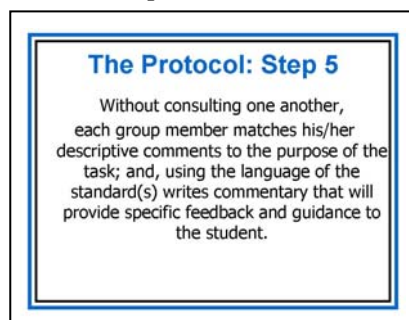 The Protocol: Step 5
Without consulting one another,
each group member matches his/her
descriptive comments to the purpose of the
task; and, using the language of the
standard(s) writes commentary that will
provide specific feedback and guidance to
the student.